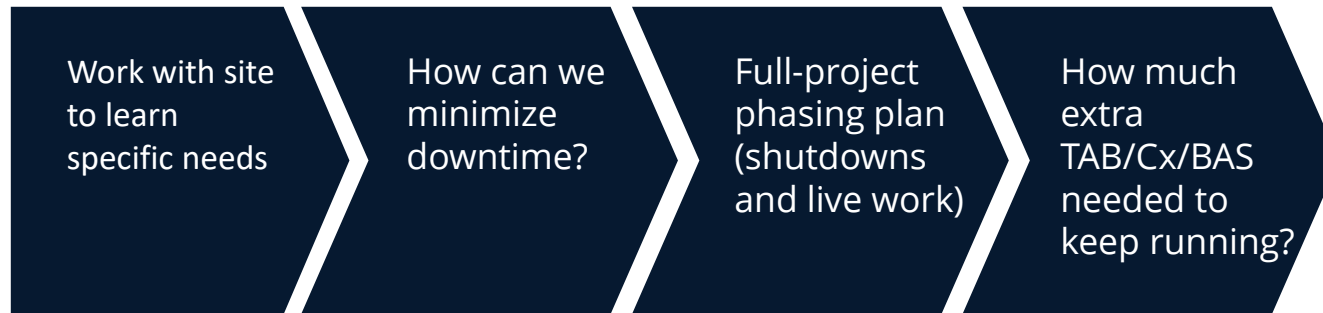 Work with site
to learn
specific needs
How can we
minimize
downtime?
Full-project
phasing plan
(shutdowns
and live work)
How much
extra
TAB/Cx/BAS
needed to
keep running?